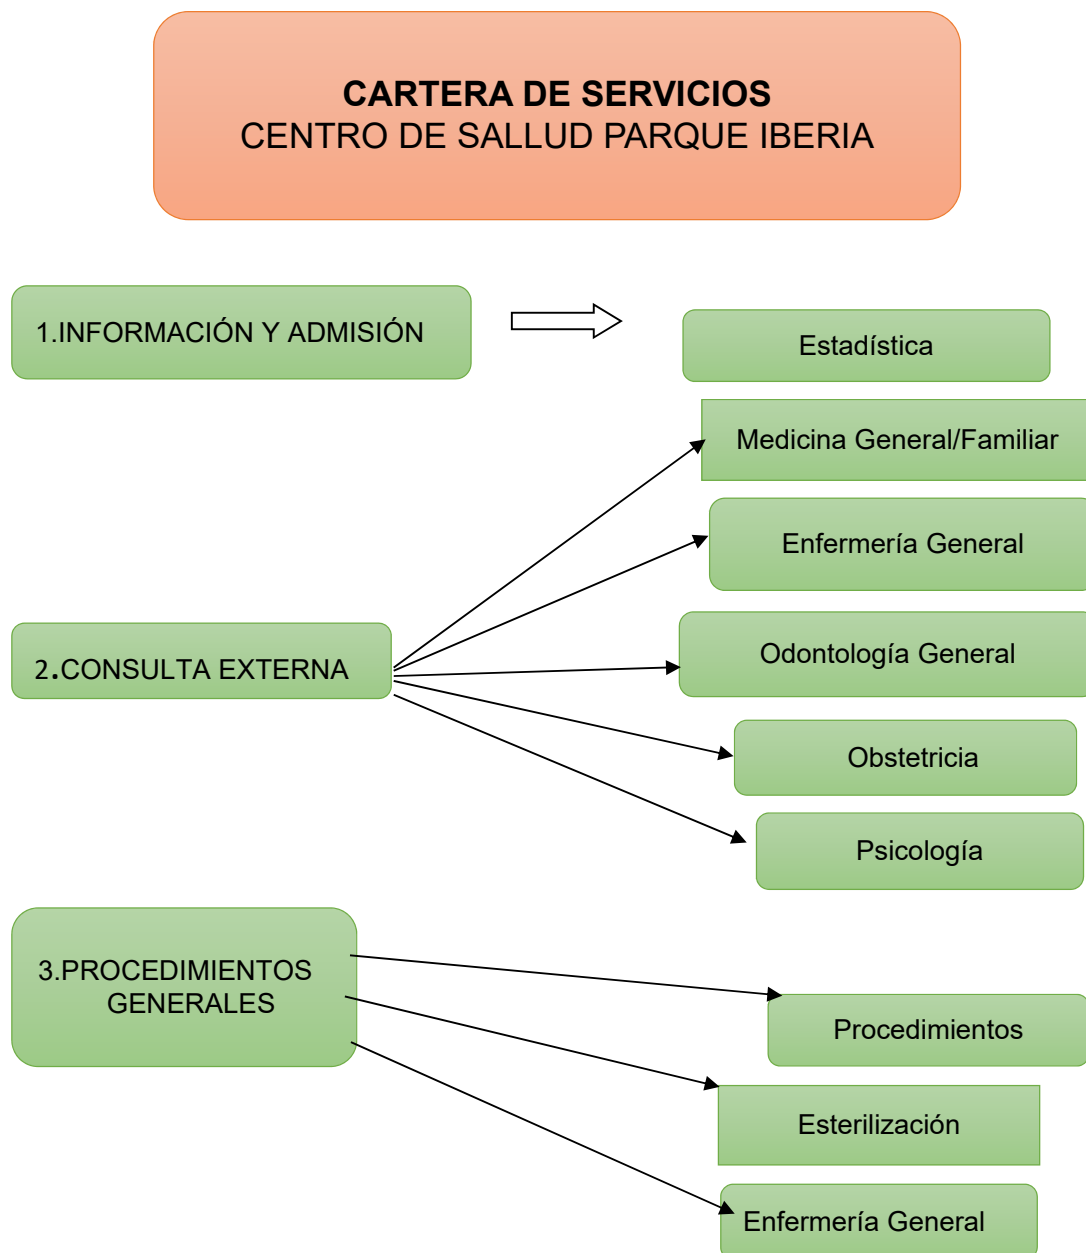 CARTERA DE SERVICIOS
CENTRO DE SALLUD PARQUE IBERIA
1.INFORMACIÓN Y ADMISIÓN
Estadística
Medicina General/Familiar
Enfermería General
2.CONSULTA EXTERNA
Odontología General
Obstetricia
Psicología
3.PROCEDIMIENTOS
GENERALES
Procedimientos
Esterilización
Enfermería General